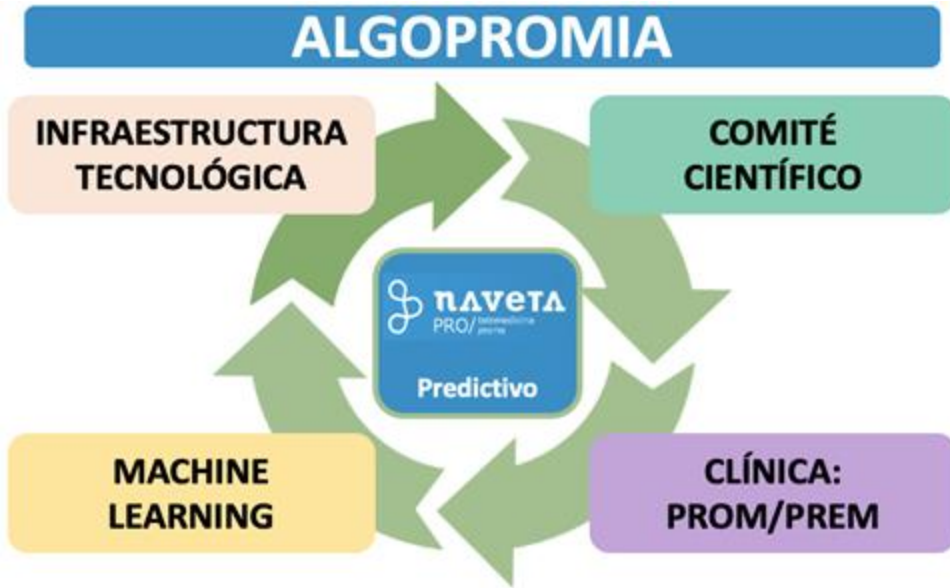 ALGOPROMIA
INFRAESTRUCTURA
TECNOLÓGICA
COMITÉ
CIENTÍFICO
naveta
PRO/
Predictivo
MACHINE
LEARNING
CLÍNICA:
PROM/PREM